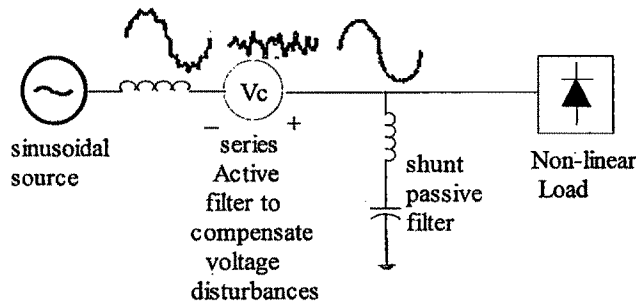 Vc
− +
sinusoidal
source
series
Active
filter to
compensate
voltage
disturbances
shunt
passive
filter
Non-linear
Load